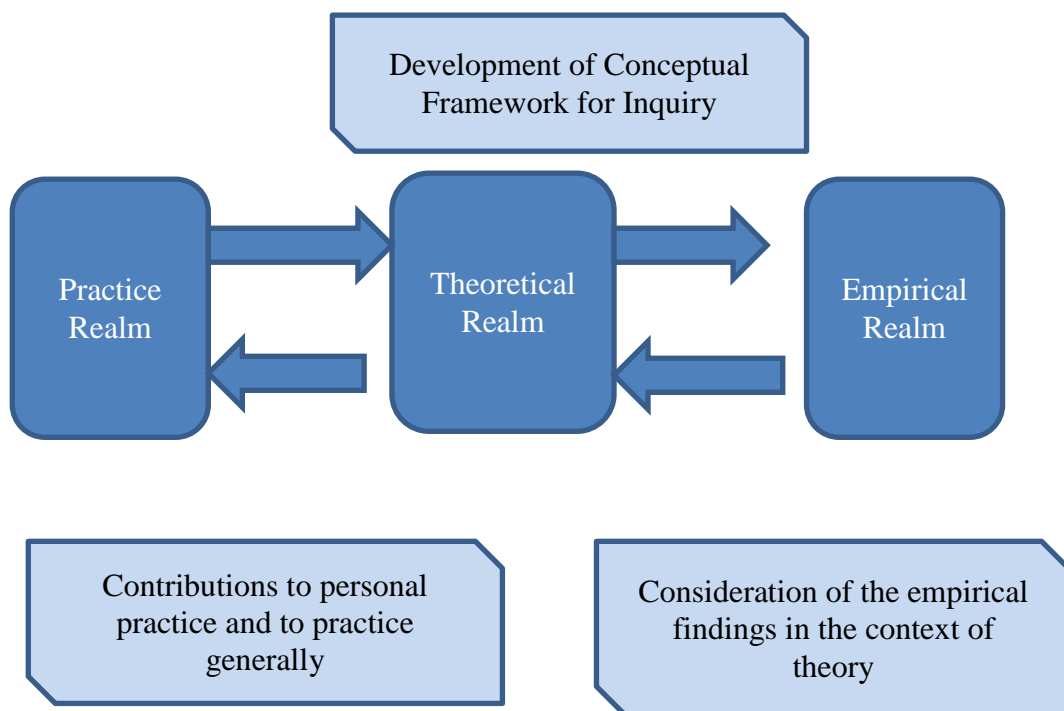 Development of Conceptual
Framework for Inquiry
Practice
Realm
Theoretical
Realm
Empirical
Realm
Contributions to personal
practice and to practice
generally
Consideration of the empirical
findings in the context of
theory